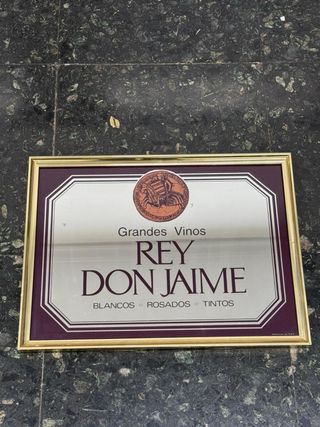 Grandes Vinos
REY
DON JAIME
BLANCOS - ROSADOS - TINTOS